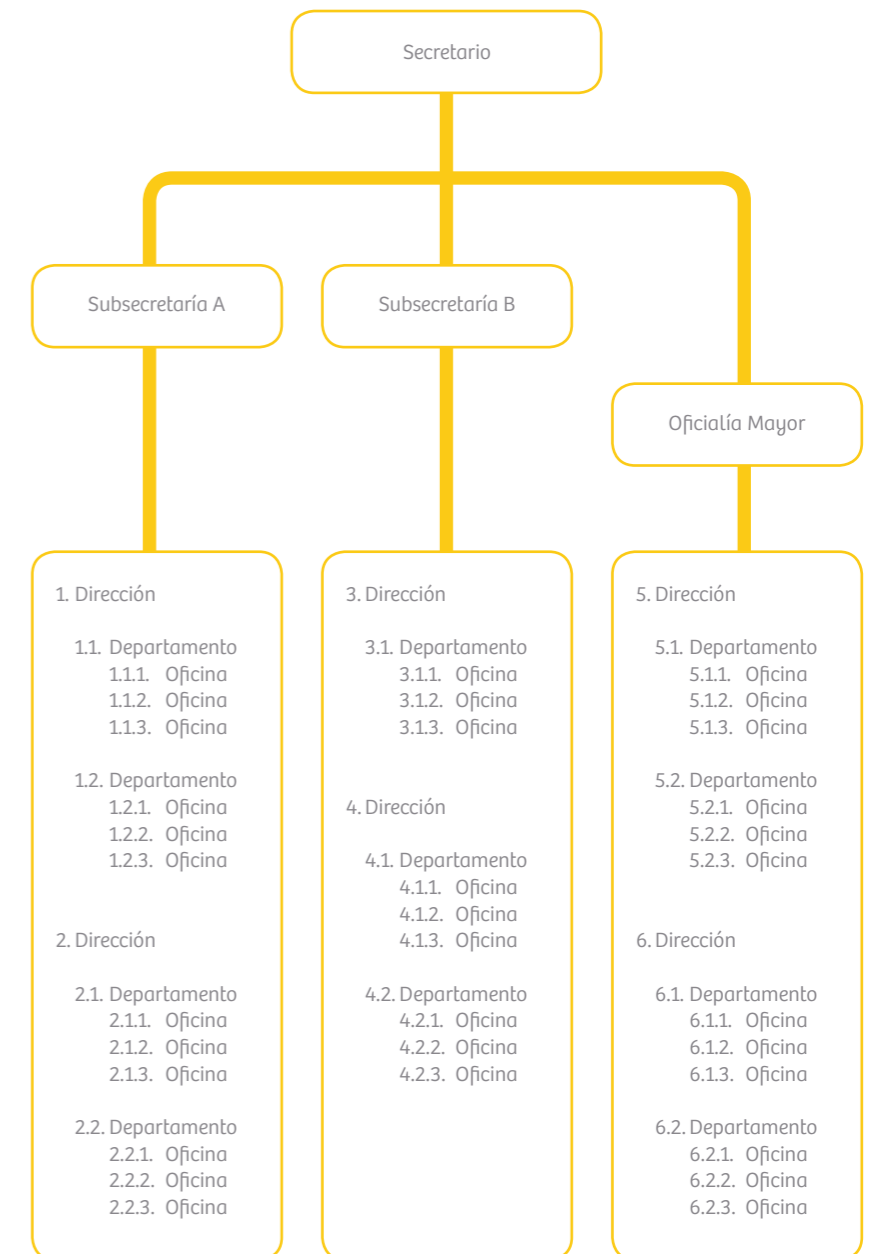 Secretario
Subsecretaría A
Subsecretaría B
Oficialía Mayor
1. Dirección
1.1. Departamento
1.1.1. Oficina
1.1.2. Oficina
1.1.3. Oficina
1.2. Departamento
1.2.1. Oficina
1.2.2. Oficina
1.2.3. Oficina
2. Dirección
2.1. Departamento
2.1.1. Oficina
2.1.2. Oficina
2.1.3. Oficina
2.2. Departamento
2.2.1. Oficina
2.2.2. Oficina
2.2.3. Oficina
3. Dirección
3.1. Departamento
3.1.1. Oficina
3.1.2. Oficina
3.1.3. Oficina
4. Dirección
4.1. Departamento
4.1.1. Oficina
4.1.2. Oficina
4.1.3. Oficina
4.2. Departamento
4.2.1. Oficina
4.2.2. Oficina
4.2.3. Oficina
5. Dirección
5.1. Departamento
5.1.1. Oficina
5.1.2. Oficina
5.1.3. Oficina
5.2. Departamento
5.2.1. Oficina
5.2.2. Oficina
5.2.3. Oficina
6. Dirección
6.1. Departamento
6.1.1. Oficina
6.1.2. Oficina
6.1.3. Oficina
6.2. Departamento
6.2.1. Oficina
6.2.2. Oficina
6.2.3. Oficina